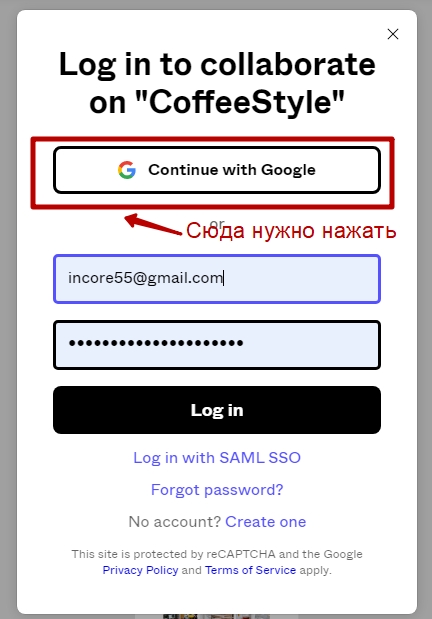 Log in to collaborate
on "CoffeeStyle"
Continue with Google
or
Сюда нужно нажать
incore55@gmail.com
•••••••••••••••••••••
Log in
Log in with SAML SSO
Forgot password?
No account? Create one
This site is protected by reCAPTCHA and the Google
Privacy Policy and Terms of Service apply.